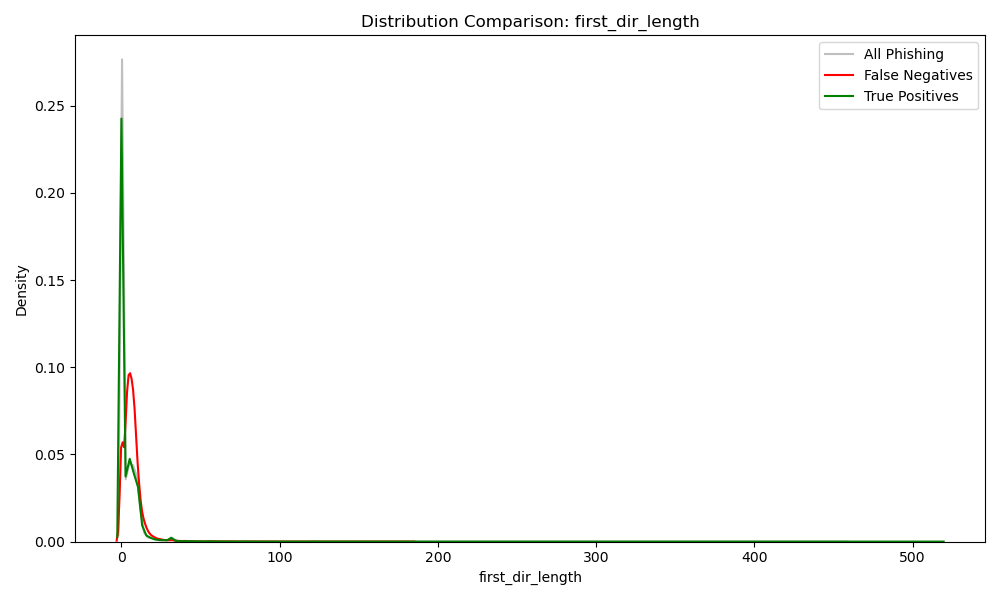 Distribution Comparison: first_dir_length
All Phishing
False Negatives
True Positives
0.25
0.20
0.15
0.10
0.05
0.00
Density
0 100 200 300 400 500
first_dir_length